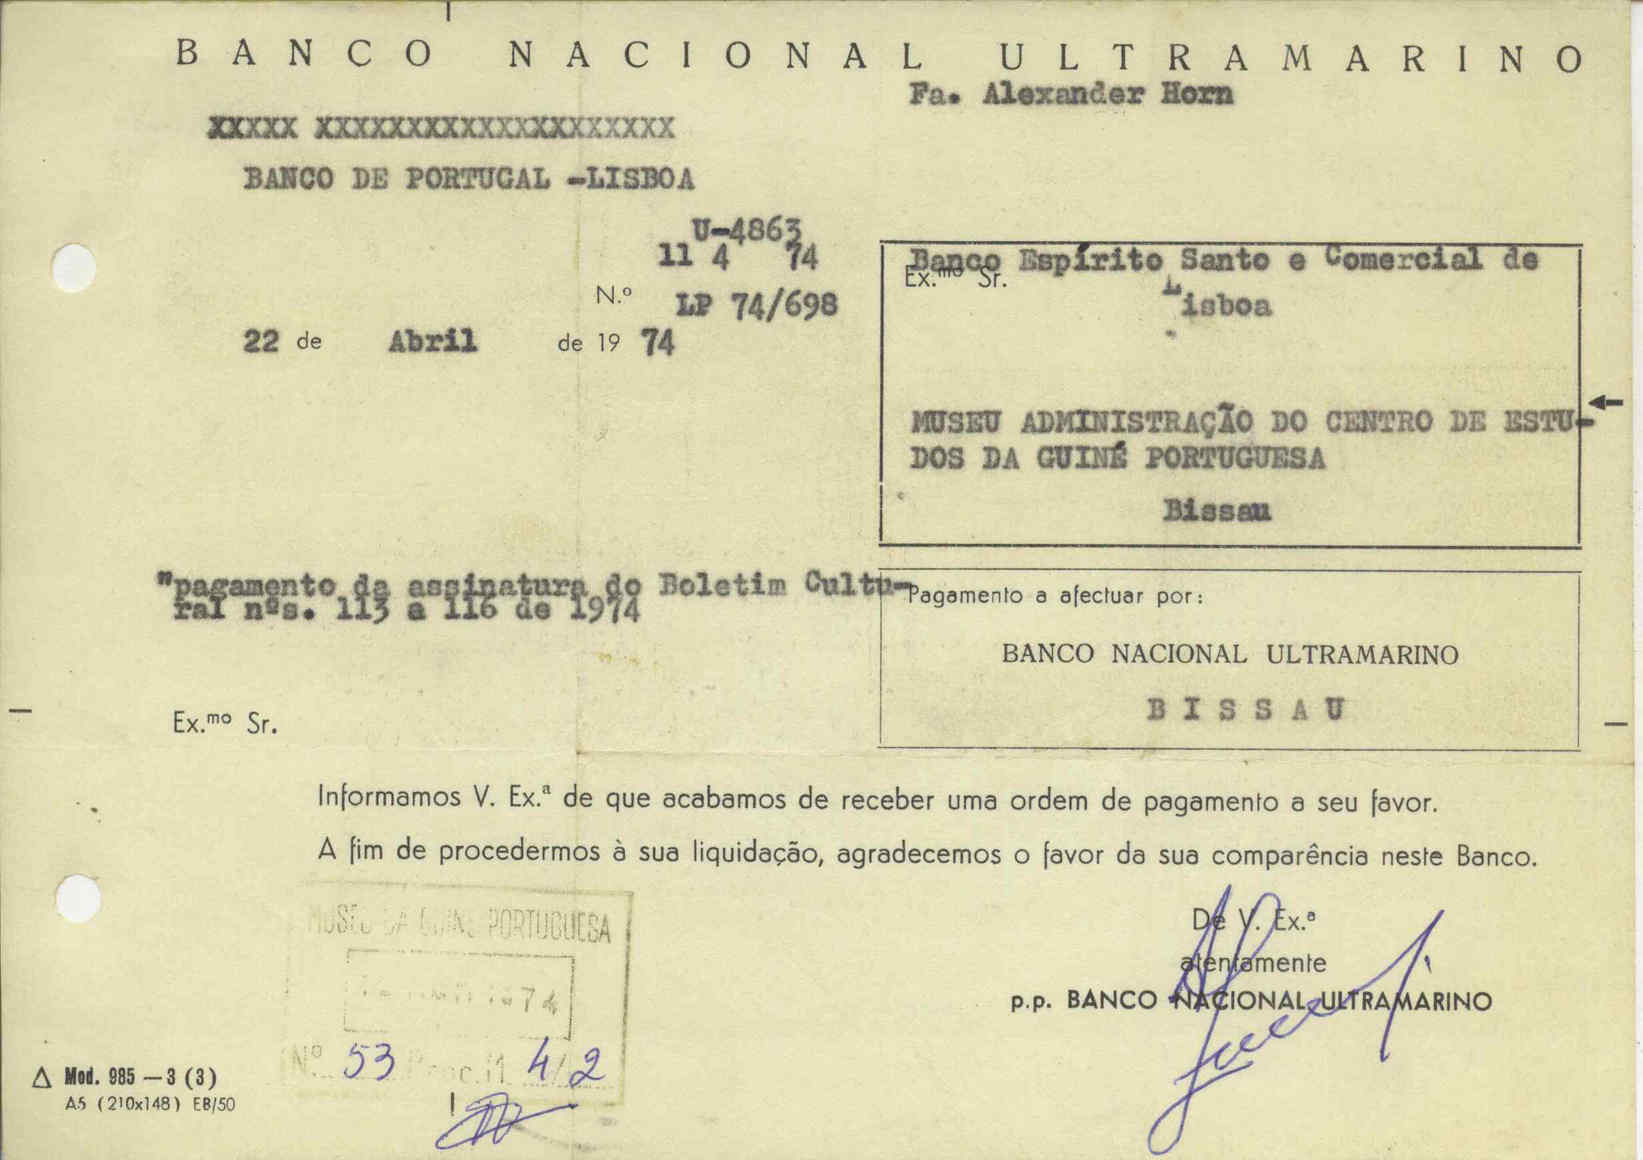 BANCO NACIONAL ULTRAMARINO
Fa. Alexander Horn
XXXXX XXXXXXXXXXXXXXXXXXXX
BANCO DE PORTUGAL -LISBOA
U-4863
11 4 74
N.º LP 74/698
22 de Abril de 19 74
Banco Espírito Santo e Comercial de
Ex.mo Sr.
Lisboa
MUSEU ADMINISTRAÇÃO DO CENTRO DE ESTU-
DOS DA GUINÉ PORTUGUESA
Bissau
"pagamento da assinatura do Boletim Cultu-
ral nºs. 113 a 116 de 1974
Pagamento a afectuar por:
BANCO NACIONAL ULTRAMARINO
BISSAU
Ex.mo Sr.
Informamos V. Ex.ª de que acabamos de receber uma ordem de pagamento a seu favor.
A fim de procedermos à sua liquidação, agradecemos o favor da sua comparência neste Banco.
De V. Ex.ª
atentamente
p.p. BANCO NACIONAL ULTRAMARINO
MUSEU DA GUINÉ PORTUGUESA
74
Nº 53 Proc. 4/2
Mod. 985 — 3 (3)
A5 (210x148) EB/50